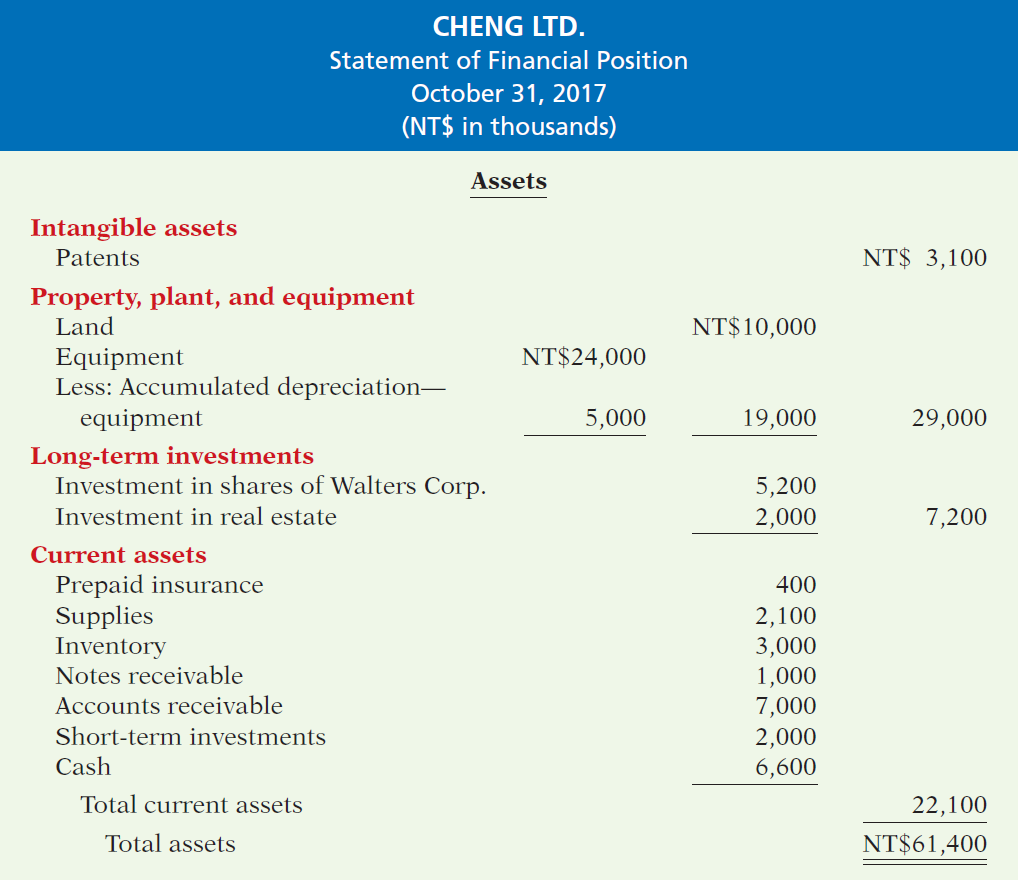 CHENG LTD.
Statement of Financial Position
October 31, 2017
(NT$ in thousands)
Assets
Intangible assets
Patents NT$ 3,100
Property, plant, and equipment
Land NT$10,000
Equipment NT$24,000
Less: Accumulated depreciation—
equipment 5,000 19,000 29,000
Long-term investments
Investment in shares of Walters Corp. 5,200
Investment in real estate 2,000 7,200
Current assets
Prepaid insurance 400
Supplies 2,100
Inventory 3,000
Notes receivable 1,000
Accounts receivable 7,000
Short-term investments 2,000
Cash 6,600
Total current assets 22,100
Total assets NT$61,400